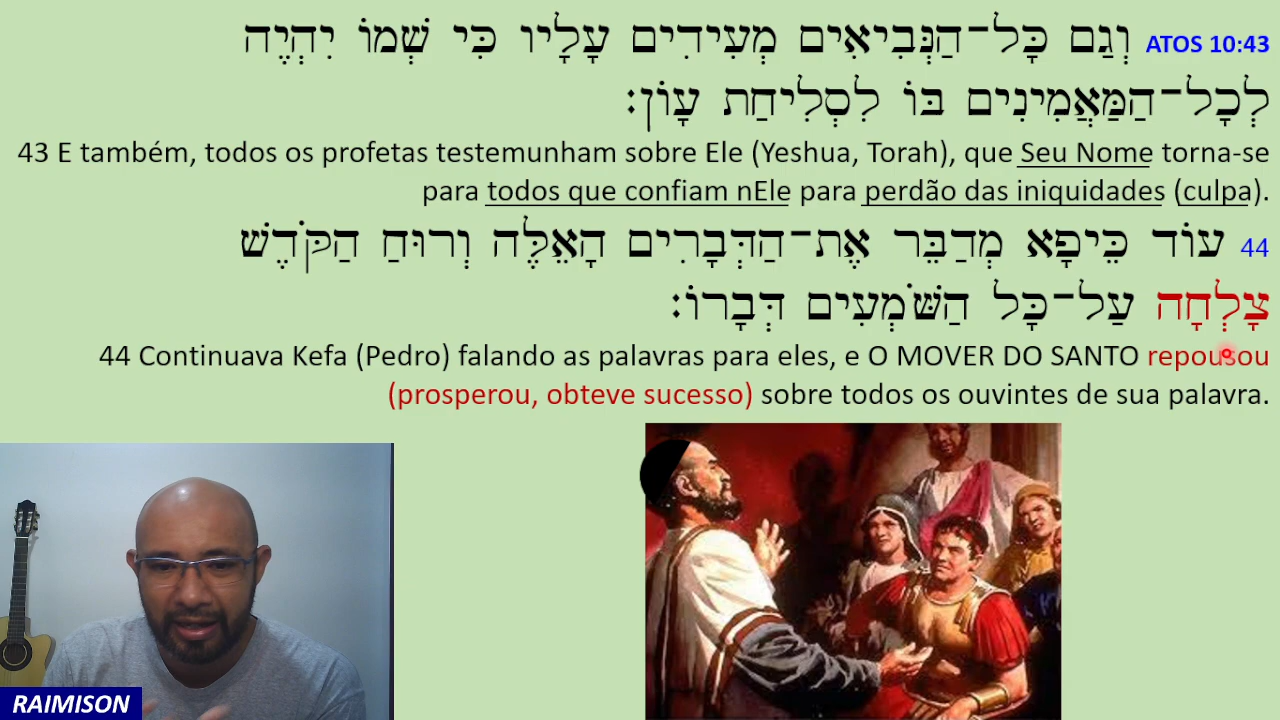 ATOS 10:43 וְגַם כָּל־הַנְּבִיאִים מְעִידִים עָלָיו כִּי שְׁמוֹ יִהְיֶה
לְכָל־הַמַּאֲמִינִים בּוֹ לִסְלִיחַת עָוֹן׃
43 E também, todos os profetas testemunham sobre Ele (Yeshua, Torah), que Seu Nome torna-se
para todos que confiam nEle para perdão das iniquidades (culpa).
44 עוֹד כֵּיפָא מְדַבֵּר אֶת־הַדְּבָרִים הָאֵלֶּה וְרוּחַ הַקֹּדֶשׁ
צָלְחָה עַל־כָּל הַשֹּׁמְעִים דְּבָרוֹ׃
44 Continuava Kefa (Pedro) falando as palavras para eles, e O MOVER DO SANTO repousou
(prosperou, obteve sucesso) sobre todos os ouvintes de sua palavra.
RAIMISON